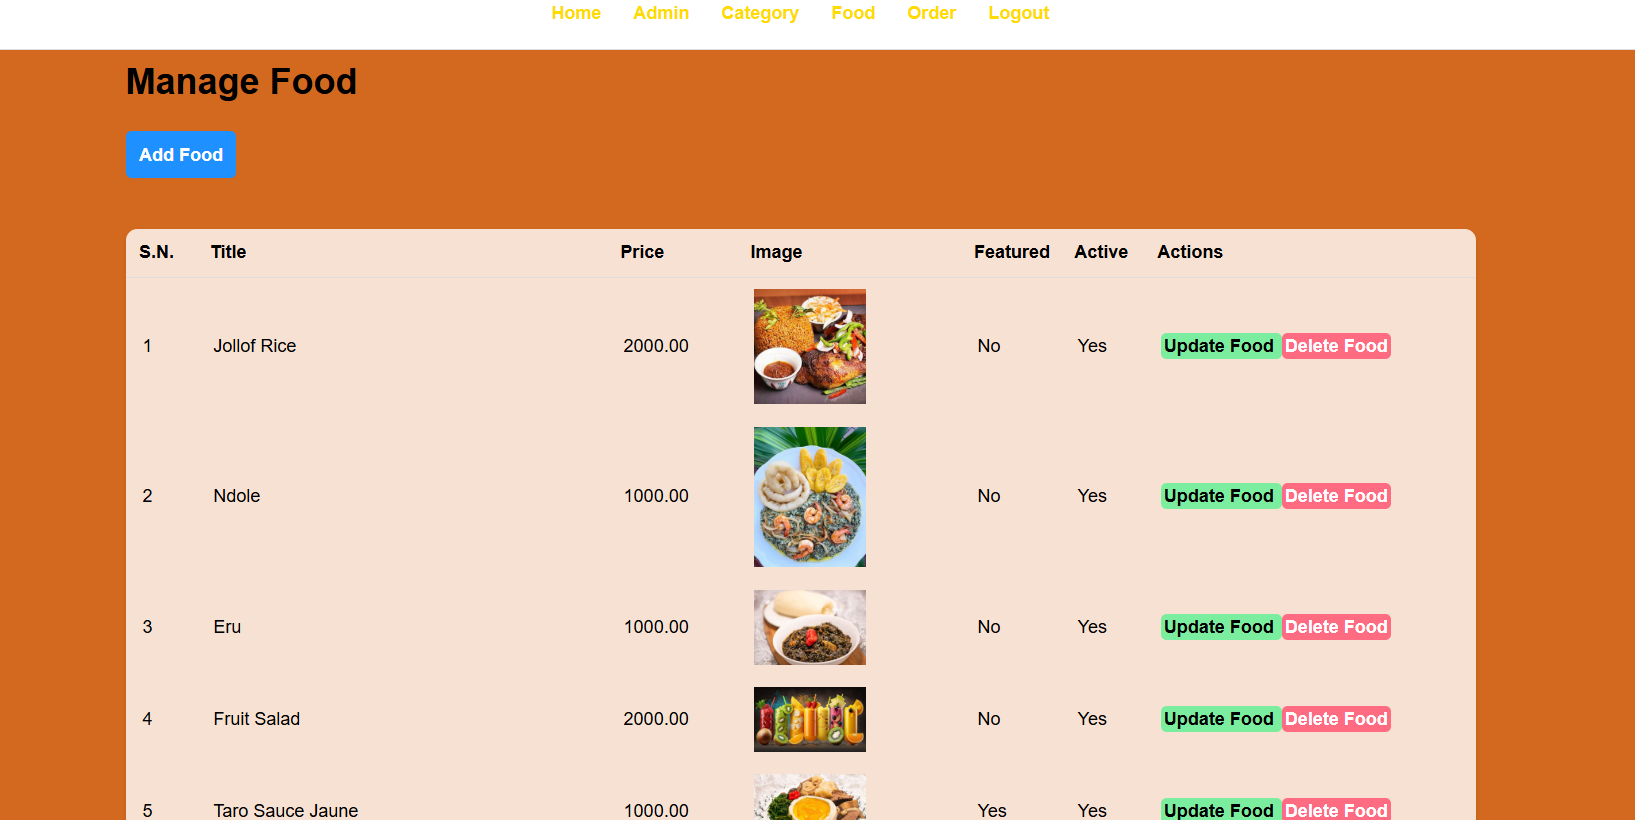 Home Admin Category Food Order Logout
Manage Food
Add Food
S.N. Title Price Image Featured Active Actions
1 Jollof Rice 2000.00 No Yes Update Food Delete Food
2 Ndole 1000.00 No Yes Update Food Delete Food
3 Eru 1000.00 No Yes Update Food Delete Food
4 Fruit Salad 2000.00 No Yes Update Food Delete Food
5 Taro Sauce Jaune 1000.00 Yes Yes Update Food Delete Food